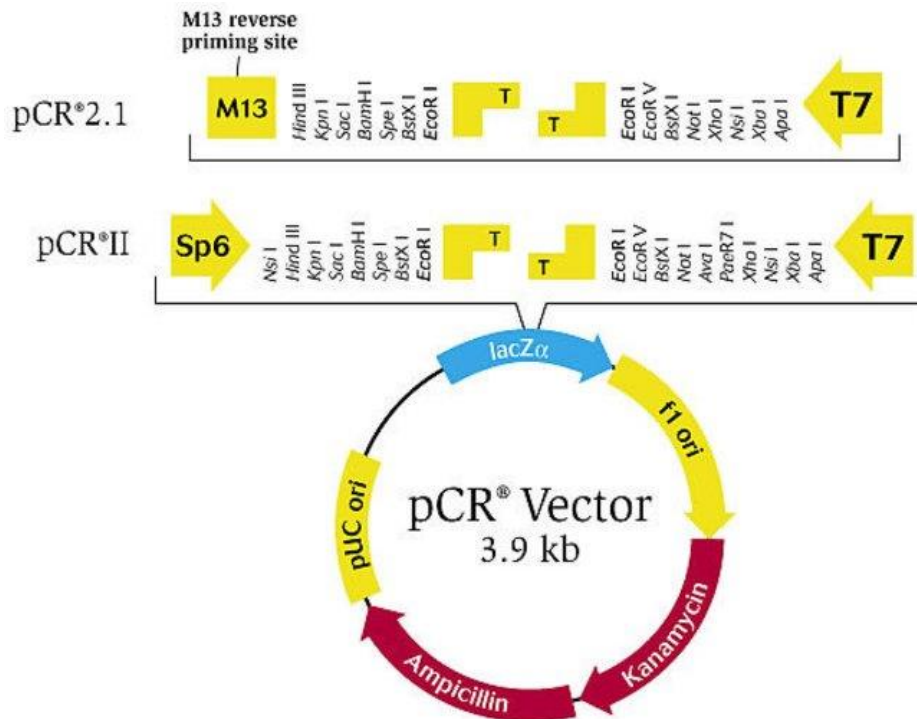 M13 reverse
priming site
pCR®2.1
M13
Hind III
Kpn I
Sac I
BamH I
Spe I
BstX I
EcoR I
T
T
EcoR I
EcoR V
BstX I
Not I
Xho I
Nsi I
Xba I
Apa I
T7
pCR®II
Sp6
Nsi I
Hind III
Kpn I
Sac I
BamH I
Spe I
BstX I
EcoR I
T
T
EcoR I
EcoR V
BstX I
Not I
Ava I
PaeR7 I
Xho I
Nsi I
Xba I
Apa I
T7
lacZα
f1 ori
pUC ori
pCR® Vector
3.9 kb
Kanamycin
Ampicillin